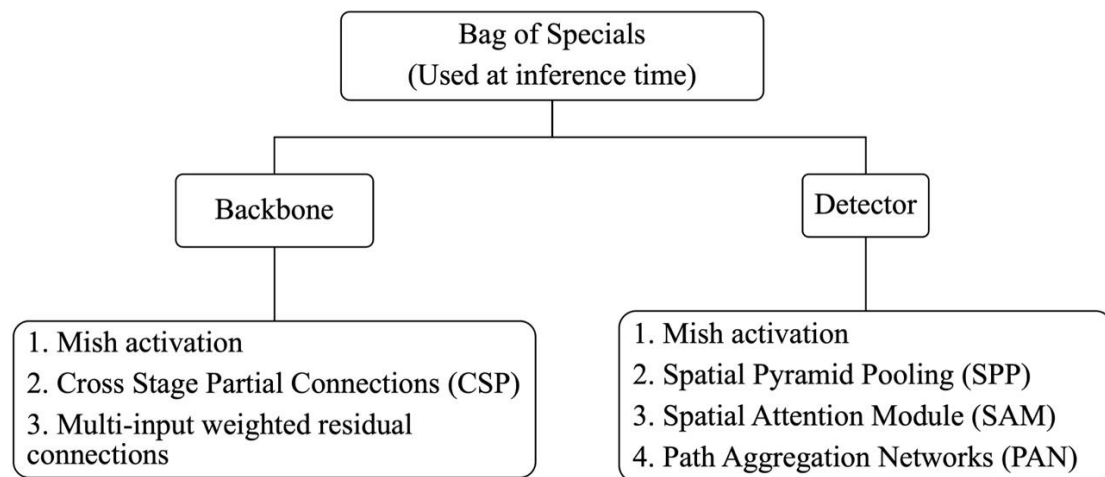 Bag of Specials
(Used at inference time)
Backbone
Detector
1. Mish activation
2. Cross Stage Partial Connections (CSP)
3. Multi-input weighted residual
connections
1. Mish activation
2. Spatial Pyramid Pooling (SPP)
3. Spatial Attention Module (SAM)
4. Path Aggregation Networks (PAN)